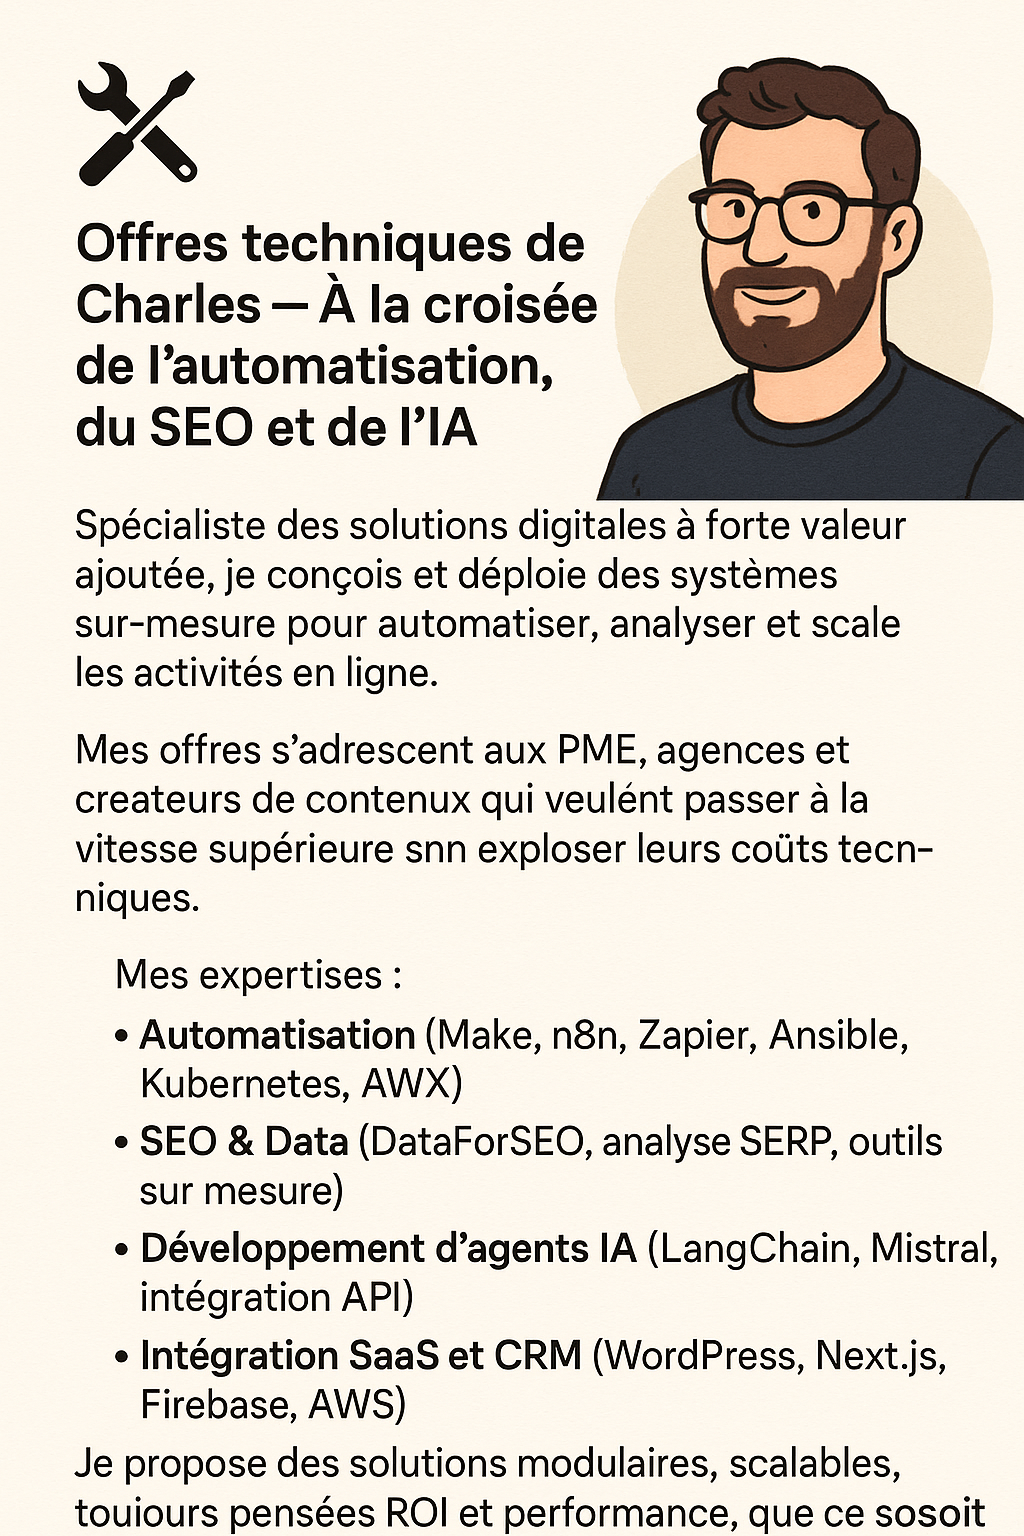 Offres techniques de
Charles — À la croisée
de l’automatisation,
du SEO et de l’IA
Spécialiste des solutions digitales à forte valeur
ajoutée, je conçois et déploie des systèmes
sur-mesure pour automatiser, analyser et scale
les activités en ligne.
Mes offres s’adrescent aux PME, agences et
createurs de contenux qui veulént passer à la
vitesse supérieure snn exploser leurs coüts tecn-
niques.
Mes expertises :
• Automatisation (Make, n8n, Zapier, Ansible,
Kubernetes, AWX)
• SEO & Data (DataForSEO, analyse SERP, outils
sur mesure)
• Développement d’agents IA (LangChain, Mistral,
intégration API)
• Intégration SaaS et CRM (WordPress, Next.js,
Firebase, AWS)
Je propose des solutions modulaires, scalables,
touiours pensées ROI et performance, que ce sosoit